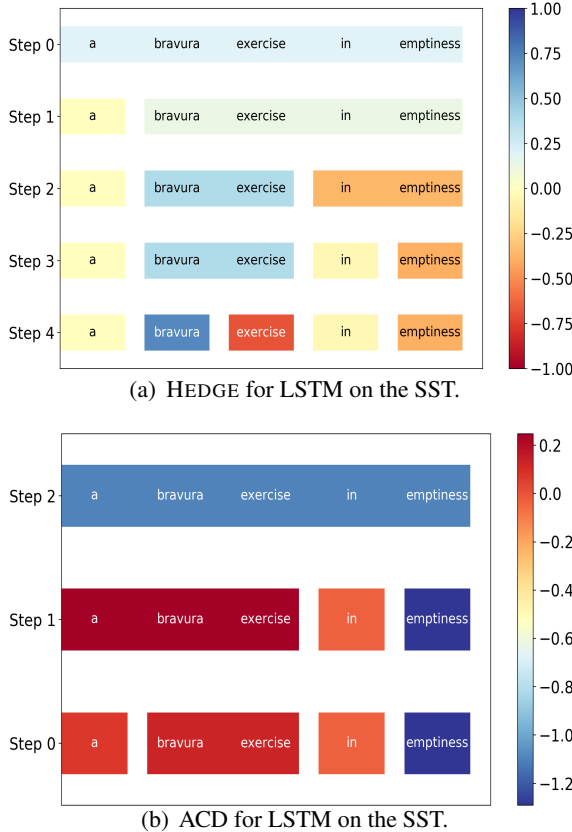 Step 0 a bravura exercise in emptiness
Step 1 a bravura exercise in emptiness
Step 2 a bravura exercise in emptiness
Step 3 a bravura exercise in emptiness
Step 4 a bravura exercise in emptiness
1.00
0.75
0.50
0.25
0.00
−0.25
−0.50
−0.75
−1.00
(a) HEDGE for LSTM on the SST.
Step 2 a bravura exercise in emptiness
Step 1 a bravura exercise in emptiness
Step 0 a bravura exercise in emptiness
0.2
0.0
−0.2
−0.4
−0.6
−0.8
−1.0
−1.2
(b) ACD for LSTM on the SST.